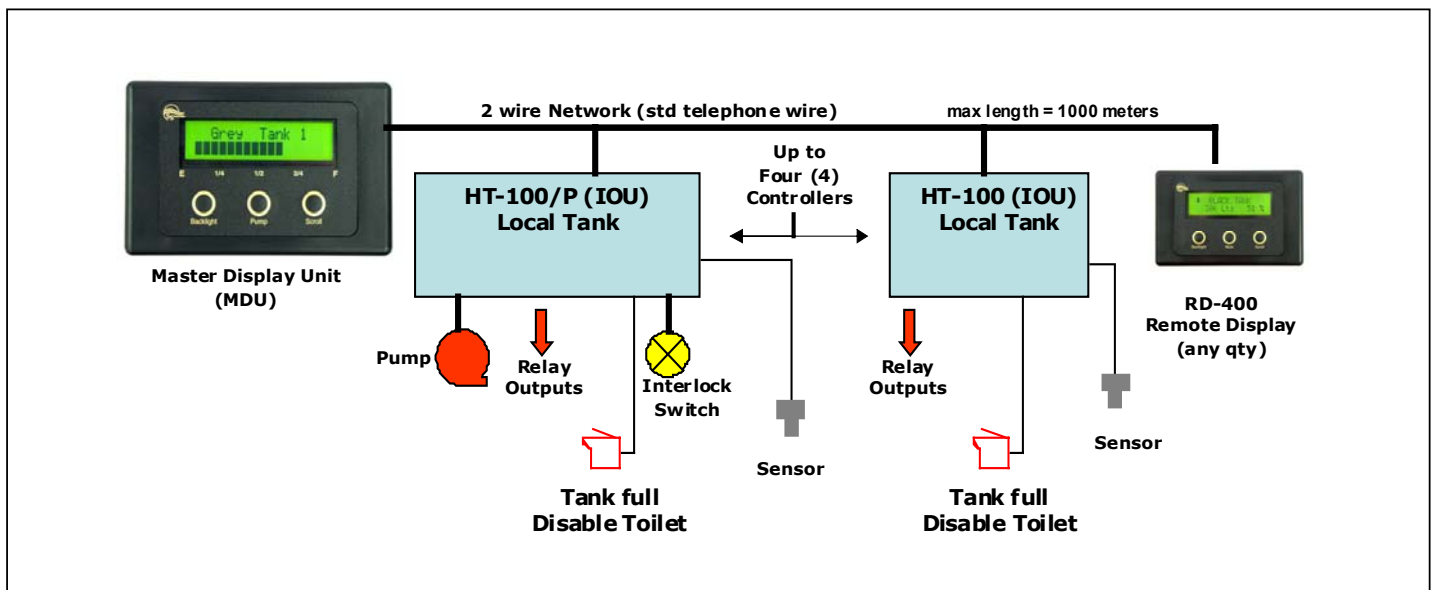 Grey Tank 1
E 1/4 1/2 3/4 F
Backlight Pump Scroll
Master Display Unit
(MDU)
2 wire Network (std telephone wire)
max length = 1000 meters
HT-100/P (IOU)
Local Tank
Up to
Four (4)
Controllers
HT-100 (IOU)
Local Tank
BLACK TANK
RD-400
Remote Display
(any qty)
Pump
Relay
Outputs
Interlock
Switch
Sensor
Tank full
Disable Toilet
Relay
Outputs
Sensor
Tank full
Disable Toilet